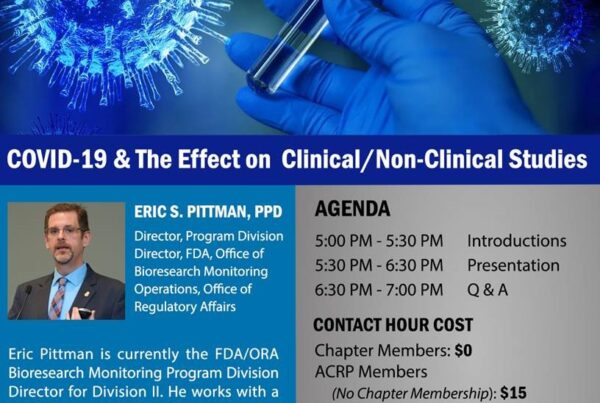 COVID-19 & The Effect on Clinical/Non-Clinical Studies
ERIC S. PITTMAN, PPD
Director, Program Division
Director, FDA, Office of
Bioresearch Monitoring
Operations, Office of
Regulatory Affairs
Eric Pittman is currently the FDA/ORA
Bioresearch Monitoring Program Division
Director for Division II. He works with a
AGENDA
5:00 PM - 5:30 PM Introductions
5:30 PM - 6:30 PM Presentation
6:30 PM - 7:00 PM Q & A
CONTACT HOUR COST
Chapter Members: $0
ACRP Members
(No Chapter Membership): $15